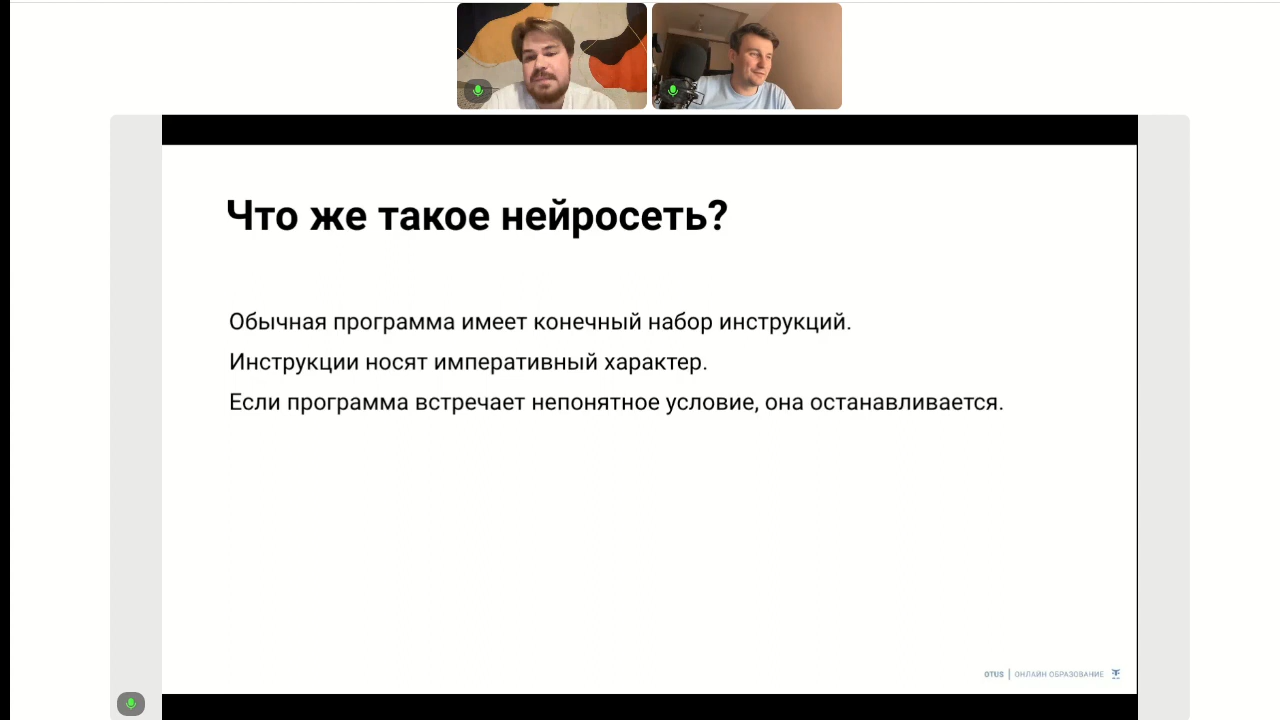 Что же такое нейросеть?
Обычная программа имеет конечный набор инструкций.
Инструкции носят императивный характер.
Если программа встречает непонятное условие, она останавливается.
OTUS | ОНЛАЙН ОБРАЗОВАНИЕ